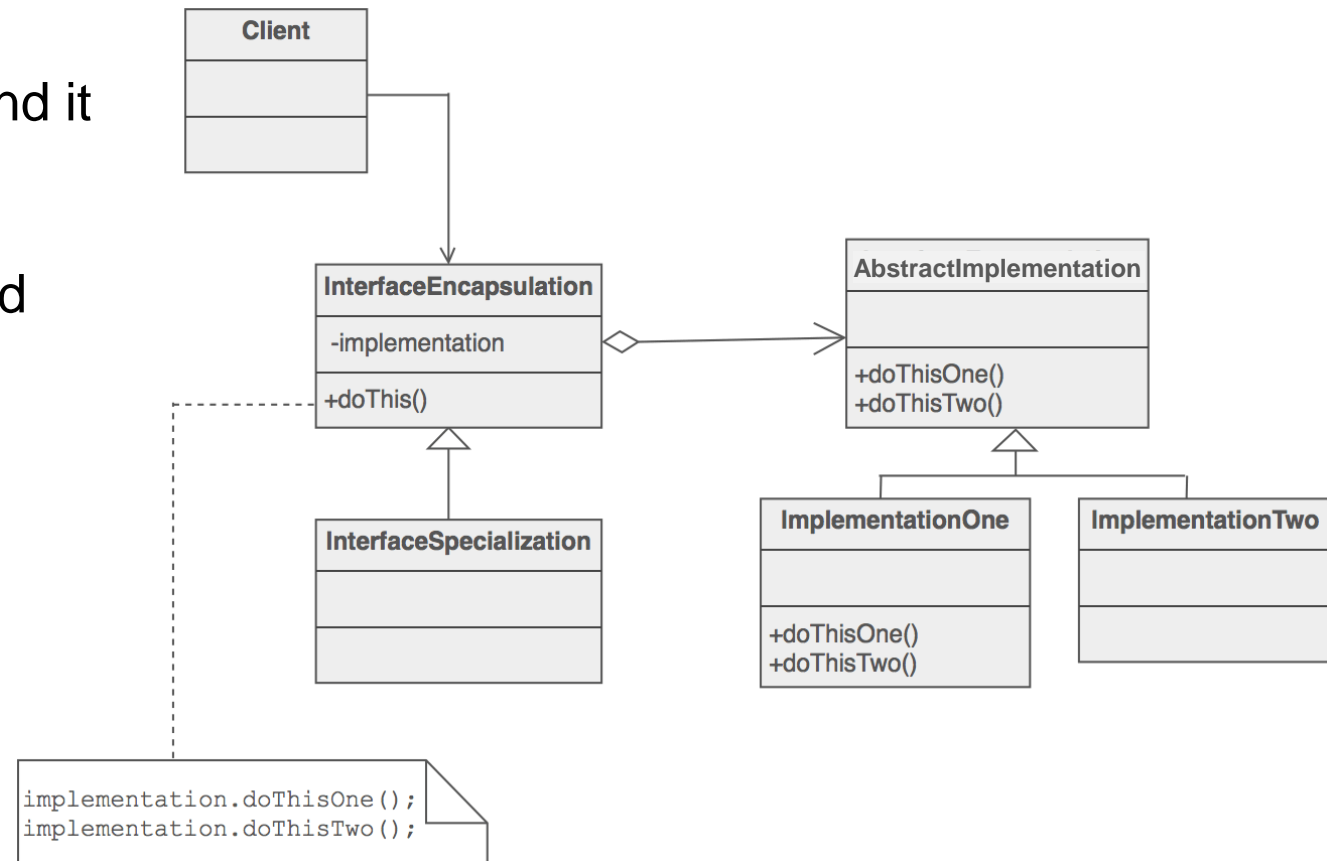 Client
nd it
d
InterfaceEncapsulation
-implementation
+doThis()
AbstractImplementation
+doThisOne()
+doThisTwo()
InterfaceSpecialization
ImplementationOne
+doThisOne()
+doThisTwo()
ImplementationTwo
implementation.doThisOne();
implementation.doThisTwo();